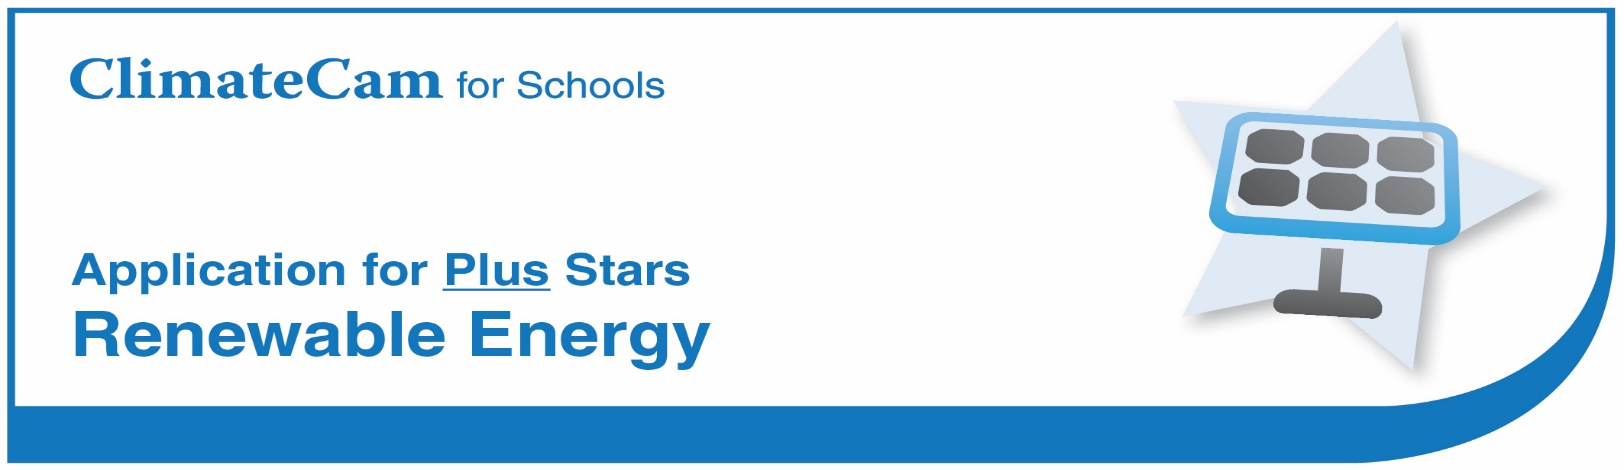 ClimateCam for Schools
Application for Plus Stars
Renewable Energy